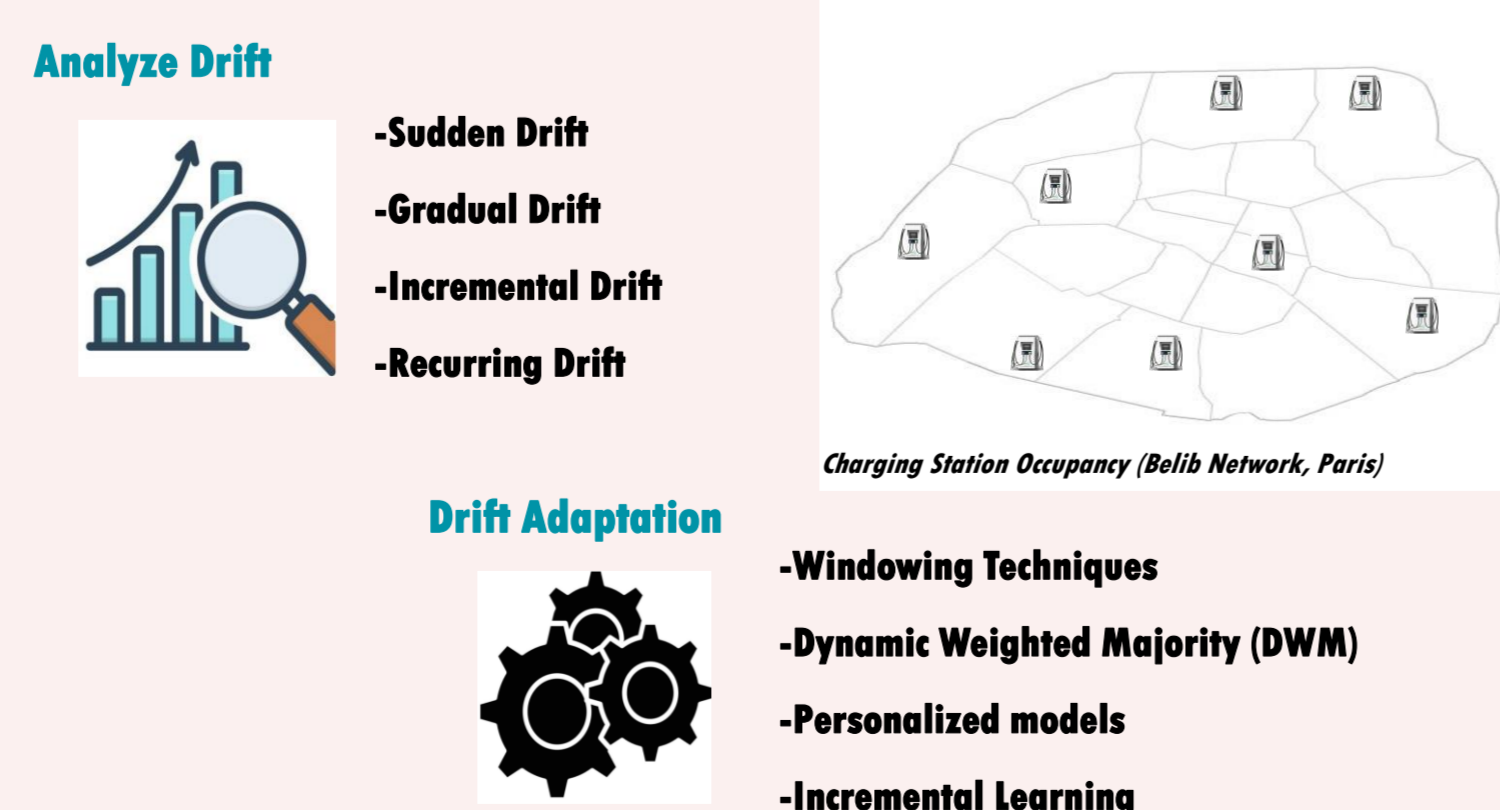 Analyze Drift
-Sudden Drift
-Gradual Drift
-Incremental Drift
-Recurring Drift
Charging Station Occupancy (Belib Network, Paris)
Drift Adaptation
-Windowing Techniques
-Dynamic Weighted Majority (DWM)
-Personalized models
-Incremental Learning